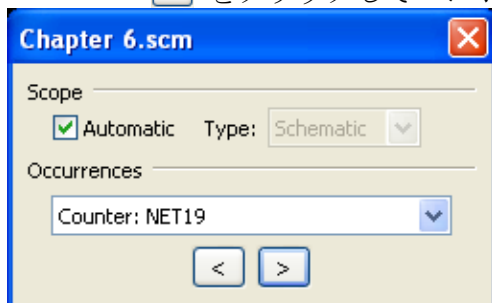 Chapter 6.scm
Scope
Automatic Type: Schematic
Occurrences
Counter: NET19
< >